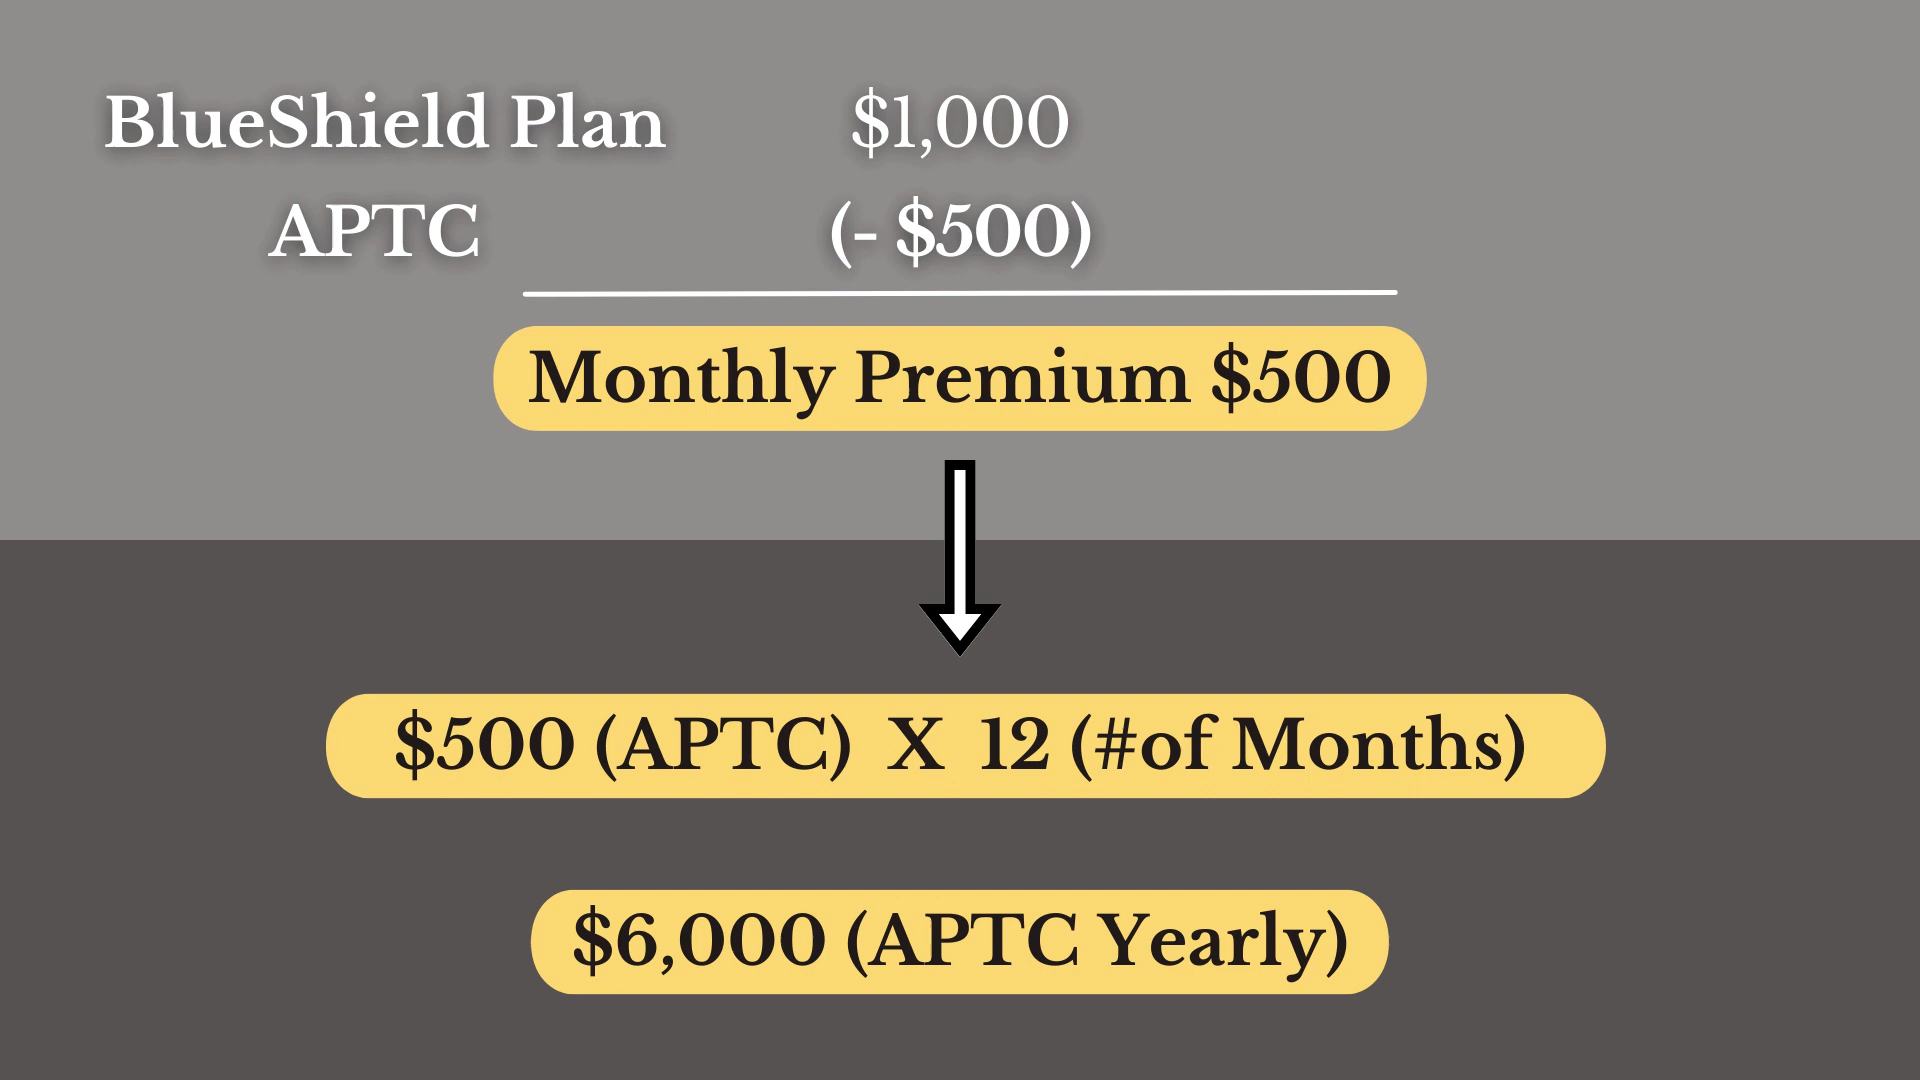 BlueShield Plan $1,000
APTC (- $500)
Monthly Premium $500
$500 (APTC) X 12 (#of Months)
$6,000 (APTC Yearly)